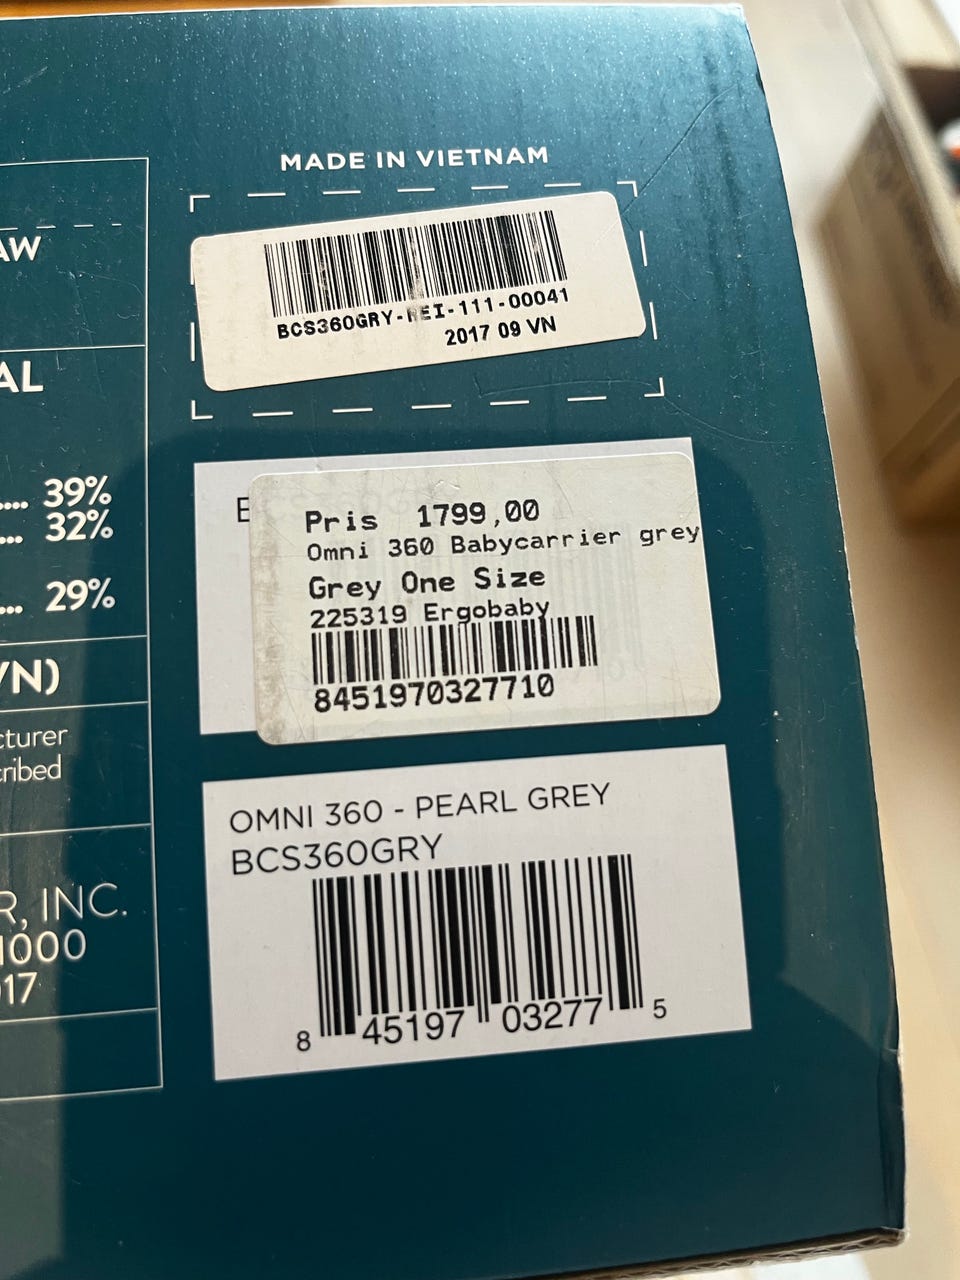 MADE IN VIETNAM
BCS360GRY-REI-111-00041
2017 09 VN
AW
AL
.... 39%
... 32%
... 29%
VN)
cturer
cribed
R, INC.
1000
17
E
Pris 1799,00
Omni 360 Babycarrier grey
Grey One Size
225319 Ergobaby
8451970327710
OMNI 360 - PEARL GREY
BCS360GRY
8 45197 03277 5